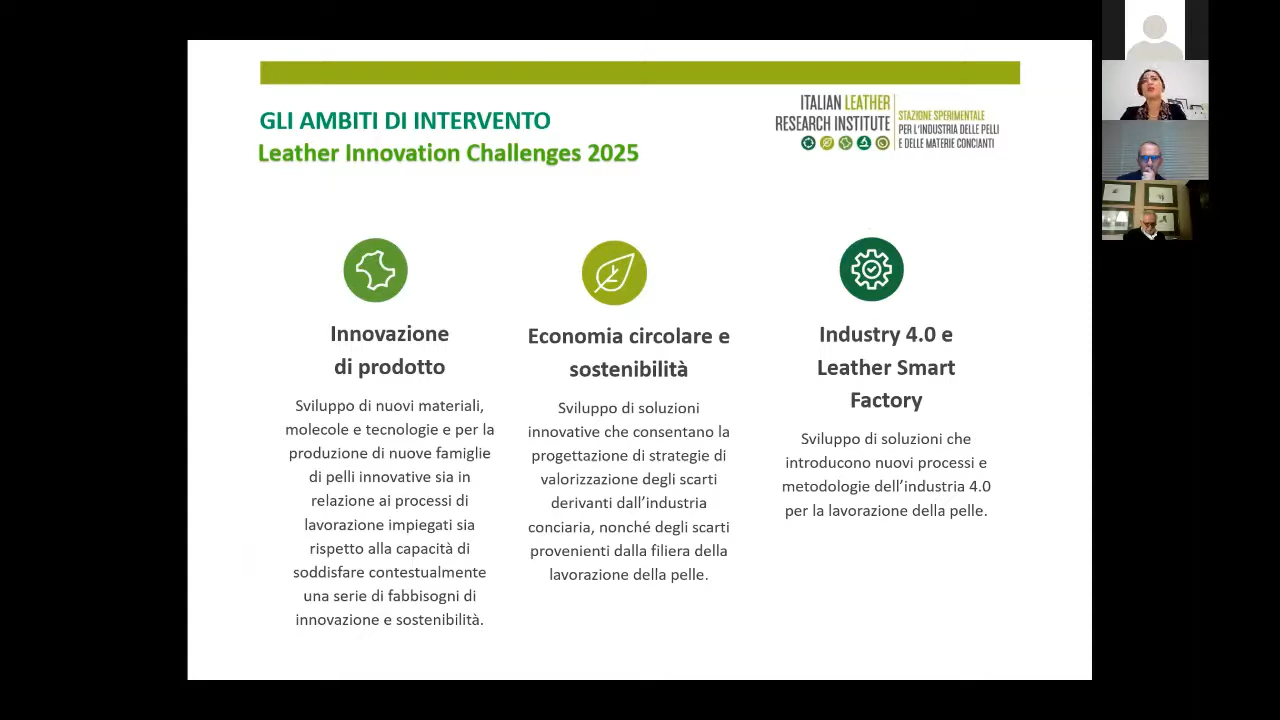 GLI AMBITI DI INTERVENTO
Leather Innovation Challenges 2025
ITALIAN LEATHER
RESEARCH INSTITUTE
STAZIONE SPERIMENTALE
PER L'INDUSTRIA DELLE PELLI
E DELLE MATERIE CONCIANTI
Innovazione
di prodotto
Sviluppo di nuovi materiali,
molecole e tecnologie e per la
produzione di nuove famiglie
di pelli innovative sia in
relazione ai processi di
lavorazione impiegati sia
rispetto alla capacità di
soddisfare contestualmente
una serie di fabbisogni di
innovazione e sostenibilità.
Economia circolare e
sostenibilità
Sviluppo di soluzioni
innovative che consentano la
progettazione di strategie di
valorizzazione degli scarti
derivanti dall'industria
conciaria, nonché degli scarti
provenienti dalla filiera della
lavorazione della pelle.
Industry 4.0 e
Leather Smart
Factory
Sviluppo di soluzioni che
introducono nuovi processi e
metodologie dell'industria 4.0
per la lavorazione della pelle.